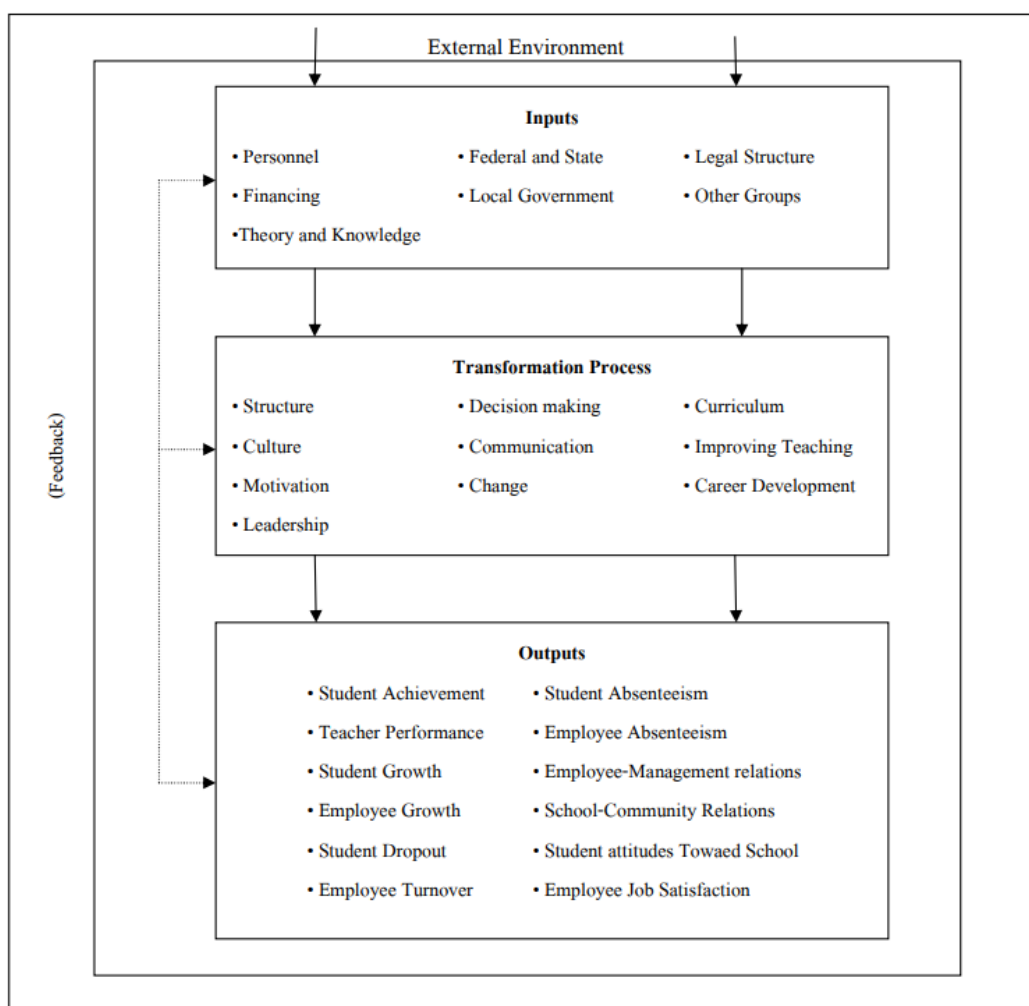 External Environment
Inputs
• Personnel • Federal and State • Legal Structure
• Financing • Local Government • Other Groups
•Theory and Knowledge
(Feedback)
Transformation Process
• Structure • Decision making • Curriculum
• Culture • Communication • Improving Teaching
• Motivation • Change • Career Development
• Leadership
Outputs
• Student Achievement • Student Absenteeism
• Teacher Performance • Employee Absenteeism
• Student Growth • Employee-Management relations
• Employee Growth • School-Community Relations
• Student Dropout • Student attitudes Towaed School
• Employee Turnover • Employee Job Satisfaction